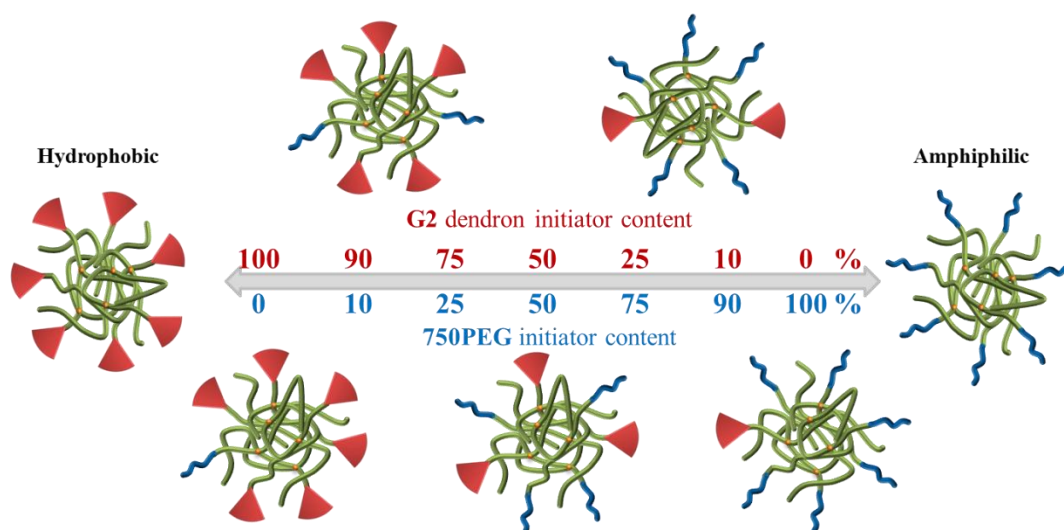 Hydrophobic
Amphiphilic
G2 dendron initiator content
100 90 75 50 25 10 0 %
0 10 25 50 75 90 100 %
750PEG initiator content